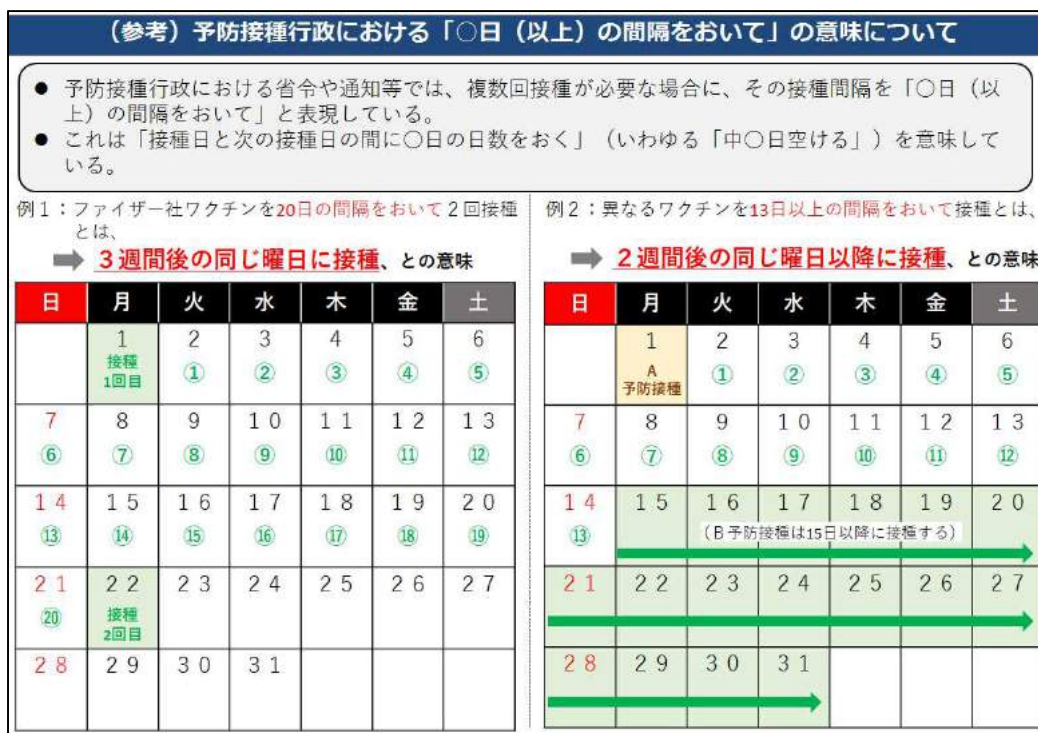 （参考）予防接種行政における「○日（以上）の間隔をおいて」の意味について
● 予防接種行政における省令や通知等では、複数回接種が必要な場合に、その接種間隔を「〇日（以
上）の間隔をおいて」と表現している。
● これは「接種日と次の接種日の間に〇日の日数をおく」（いわゆる「中〇日空ける」）を意味して
いる。
例１：ファイザー社ワクチンを20日の間隔をおいて２回接種
とは、
３週間後の同じ曜日に接種、との意味
日 月 火 水 木 金 土
1 2 3 4 5 6
接種
1回目 ① ② ③ ④ ⑤
7 8 9 10 11 12 13
⑥ ⑦ ⑧ ⑨ ⑩ ⑪ ⑫
14 15 16 17 18 19 20
⑬ ⑭ ⑮ ⑯ ⑰ ⑱ ⑲
21 22 23 24 25 26 27
⑳ 接種
2回目
28 29 30 31
例２：異なるワクチンを13日以上の間隔をおいて接種とは、
２週間後の同じ曜日以降に接種、との意味
日 月 火 水 木 金 土
1 2 3 4 5 6
A
予防接種 ① ② ③ ④ ⑤
7 8 9 10 11 12 13
⑥ ⑦ ⑧ ⑨ ⑩ ⑪ ⑫
14 15 16 17 18 19 20
⑬ （B予防接種は15日以降に接種する）
21 22 23 24 25 26 27
28 29 30 31